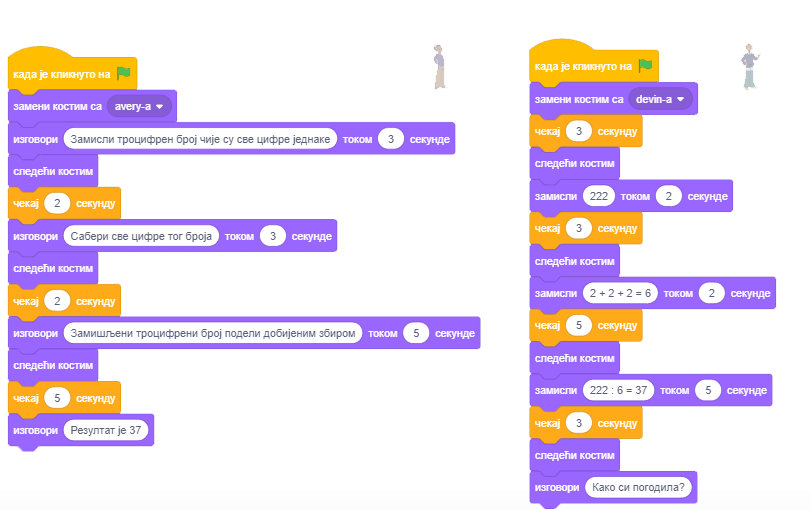 када је кликнуто на
замени костим са avery-a
изговори Замисли троцифрен број чије су све цифре једнаке током 3 секунде
следећи костим
чекај 2 секунду
изговори Сабери све цифре тог броја током 3 секунде
следећи костим
чекај 2 секунду
изговори Замишљени троцифрени број подели добијеним збиром током 5 секунде
следећи костим
чекај 5 секунду
изговори Резултат је 37
када је кликнуто на
замени костим са devin-a
чекај 3 секунду
следећи костим
замисли 222 током 2 секунде
чекај 3 секунду
следећи костим
замисли 2 + 2 + 2 = 6 током 2 секунде
чекај 5 секунду
следећи костим
замисли 222 : 6 = 37 током 5 секунде
чекај 3 секунду
следећи костим
изговори Како си погодила?